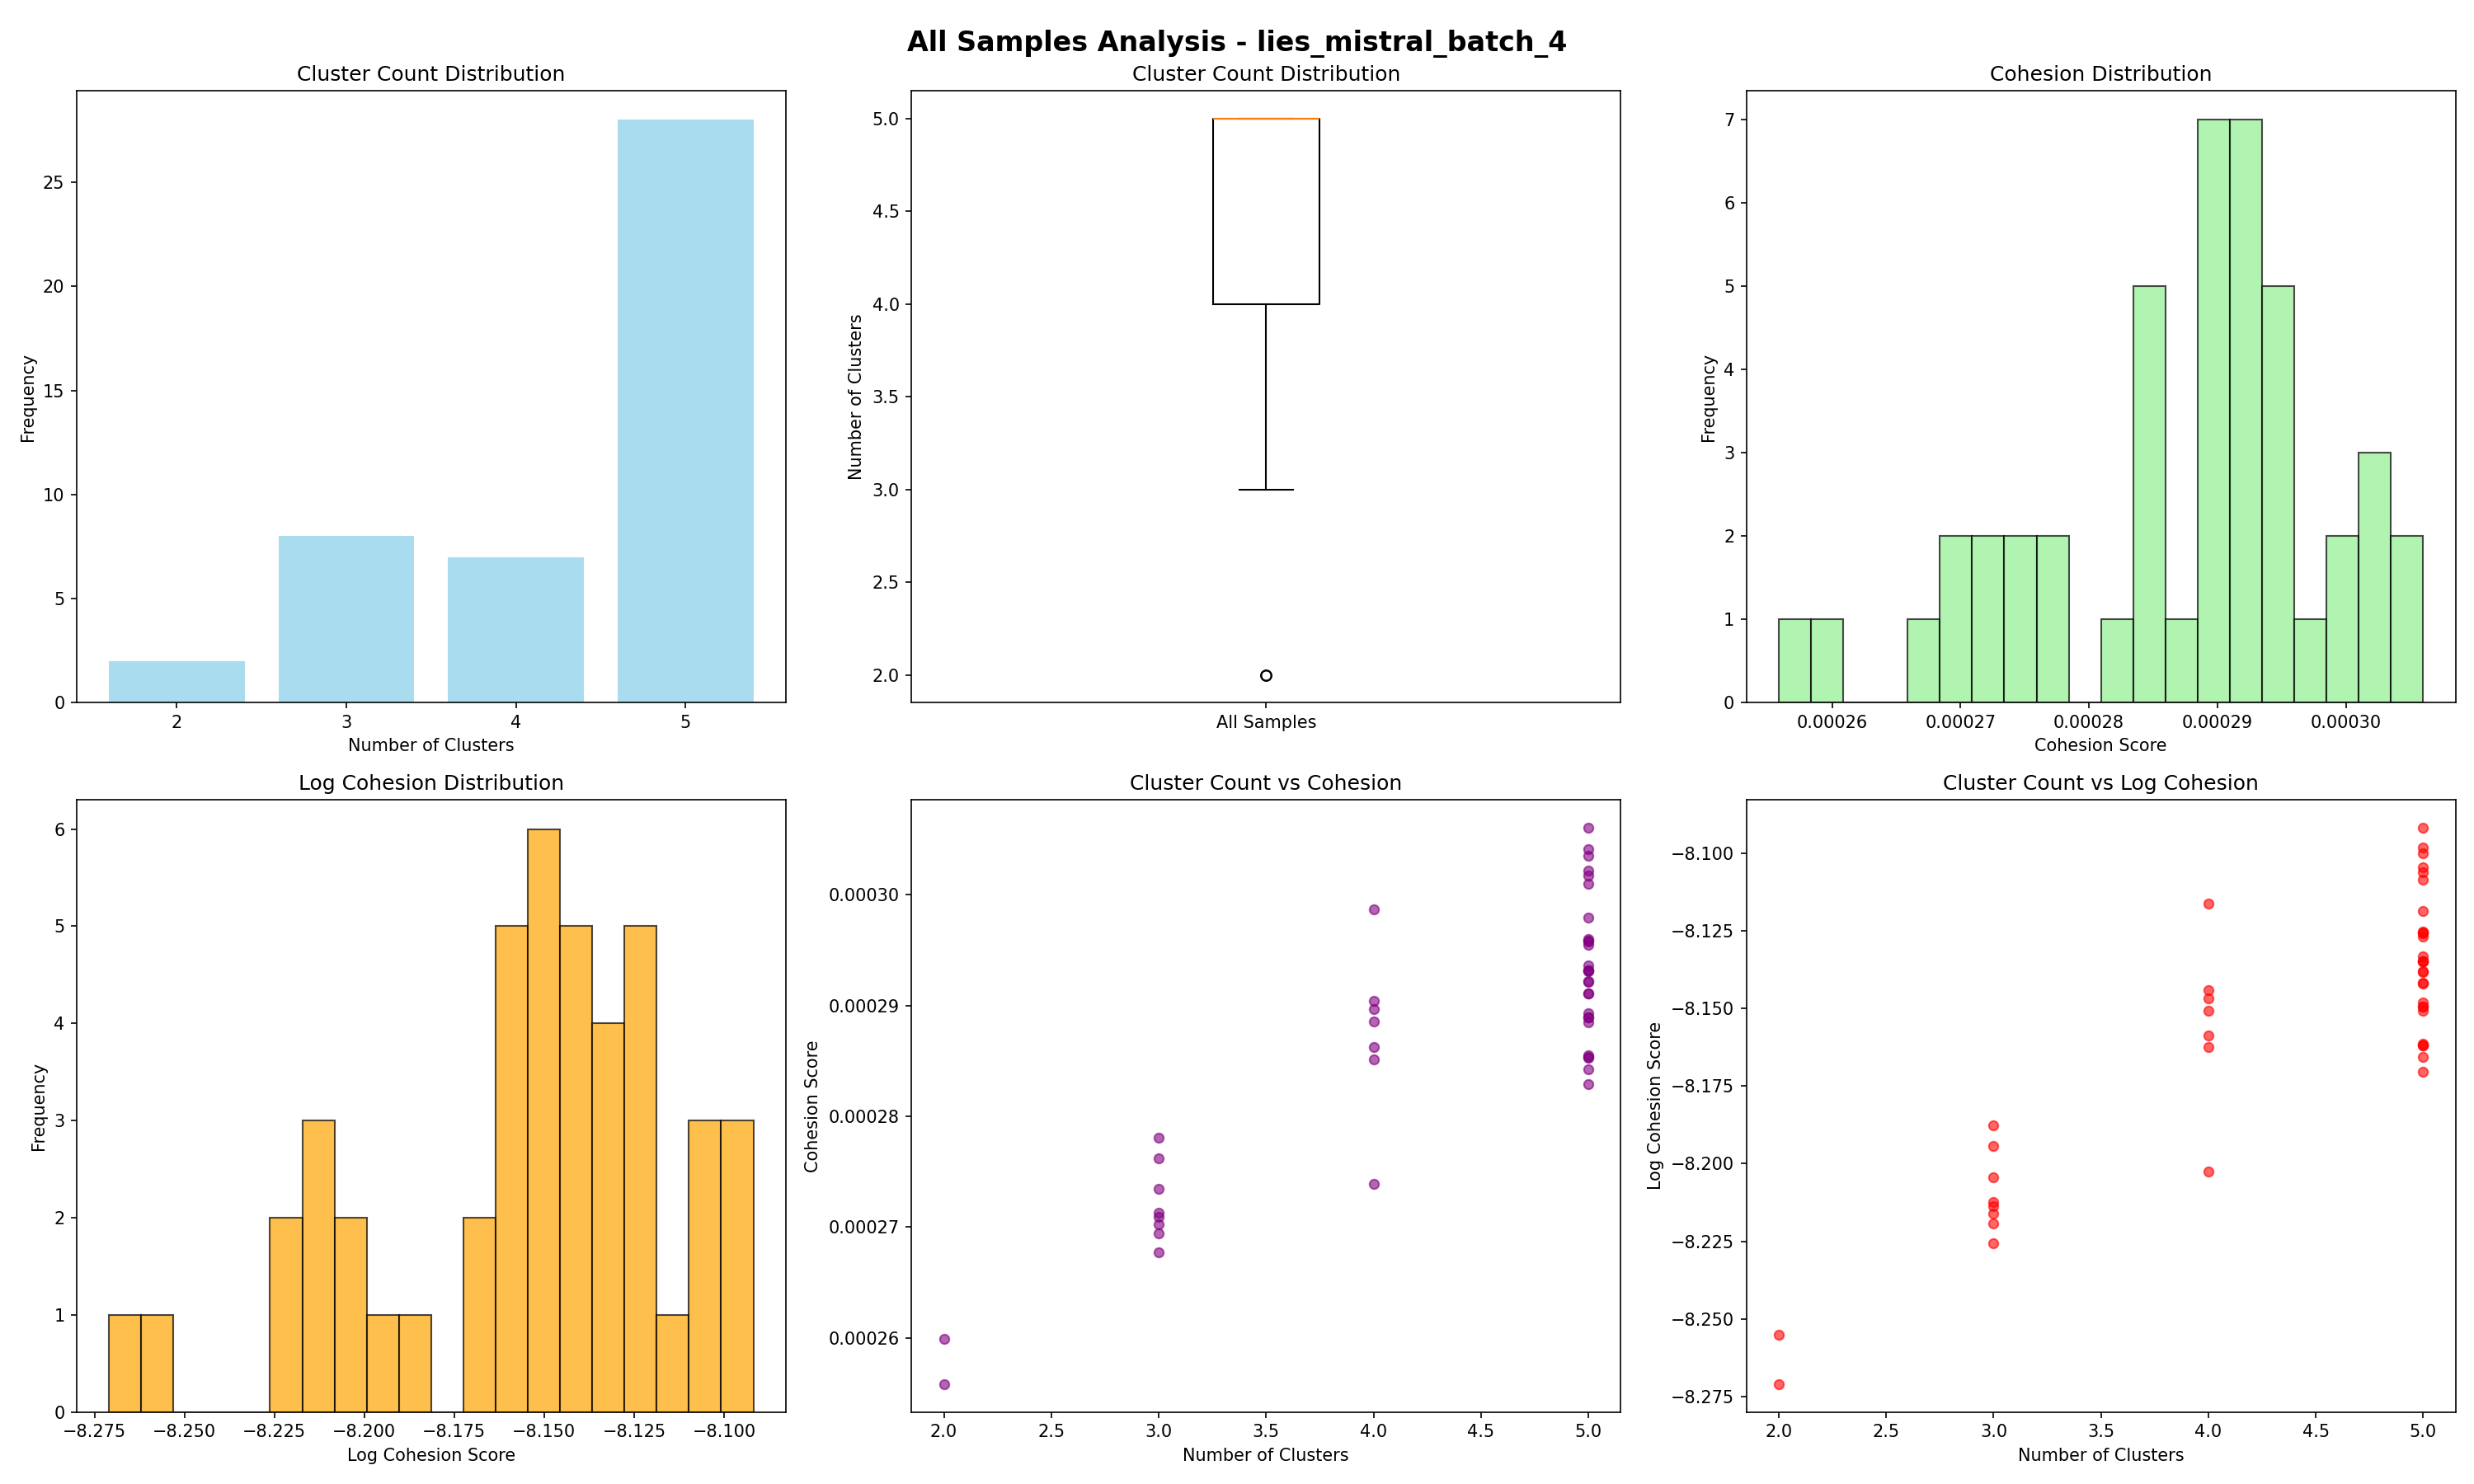 All Samples Analysis - lies_mistral_batch_4
Cluster Count Distribution
25
20
15
10
5
0
Frequency
2 3 4 5
Number of Clusters
Cluster Count Distribution
5.0
4.5
4.0
3.5
3.0
2.5
2.0
Number of Clusters
All Samples
Cohesion Distribution
7
6
5
4
3
2
1
0
Frequency
0.00026 0.00027 0.00028 0.00029 0.00030
Cohesion Score
Log Cohesion Distribution
6
5
4
3
2
1
0
Frequency
−8.275 −8.250 −8.225 −8.200 −8.175 −8.150 −8.125 −8.100
Log Cohesion Score
Cluster Count vs Cohesion
0.00030
0.00029
0.00028
0.00027
0.00026
Cohesion Score
2.0 2.5 3.0 3.5 4.0 4.5 5.0
Number of Clusters
Cluster Count vs Log Cohesion
−8.100
−8.125
−8.150
−8.175
−8.200
−8.225
−8.250
−8.275
Log Cohesion Score
2.0 2.5 3.0 3.5 4.0 4.5 5.0
Number of Clusters